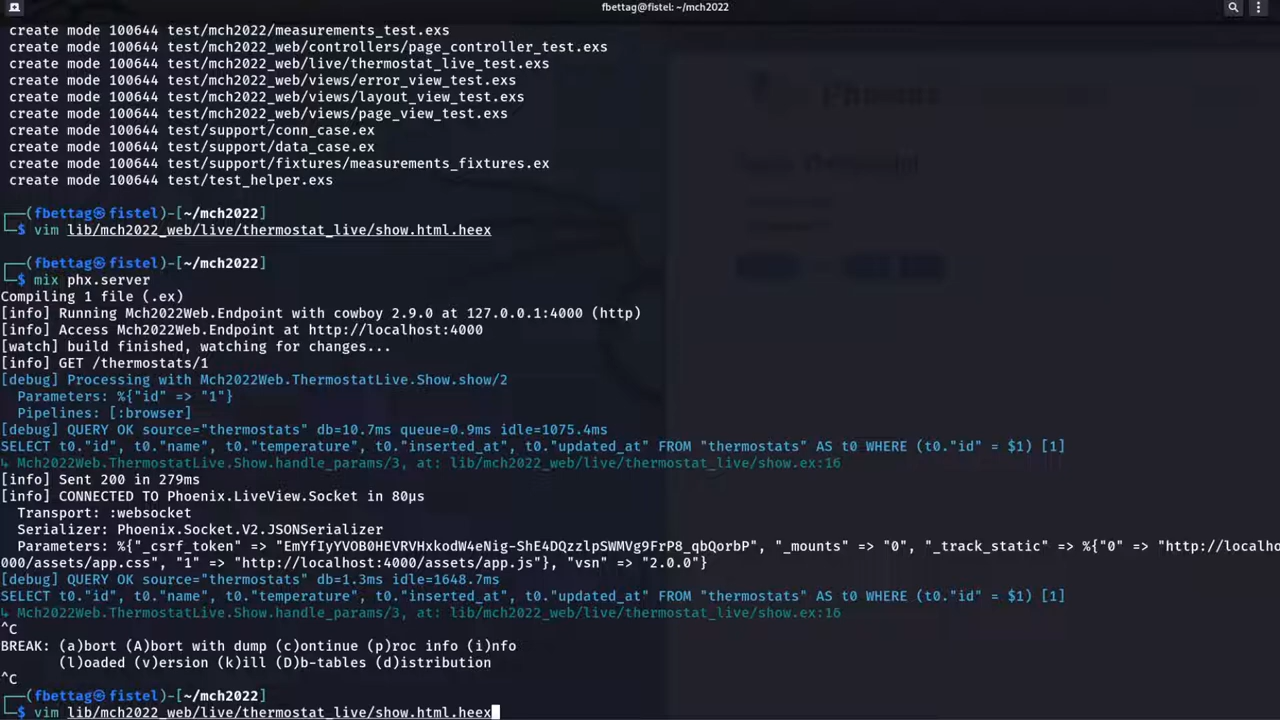 fbettag@fistel: ~/mch2022
create mode 100644 test/mch2022/measurements_test.exs
create mode 100644 test/mch2022_web/controllers/page_controller_test.exs
create mode 100644 test/mch2022_web/live/thermostat_live_test.exs
create mode 100644 test/mch2022_web/views/error_view_test.exs
create mode 100644 test/mch2022_web/views/layout_view_test.exs
create mode 100644 test/mch2022_web/views/page_view_test.exs
create mode 100644 test/support/conn_case.ex
create mode 100644 test/support/data_case.ex
create mode 100644 test/support/fixtures/measurements_fixtures.ex
create mode 100644 test/test_helper.exs
┌──(fbettag㉿fistel)-[~/mch2022]
└─$ vim lib/mch2022_web/live/thermostat_live/show.html.heex
┌──(fbettag㉿fistel)-[~/mch2022]
└─$ mix phx.server
Compiling 1 file (.ex)
[info] Running Mch2022Web.Endpoint with cowboy 2.9.0 at 127.0.0.1:4000 (http)
[info] Access Mch2022Web.Endpoint at http://localhost:4000
[watch] build finished, watching for changes...
[info] GET /thermostats/1
[debug] Processing with Mch2022Web.ThermostatLive.Show.show/2
Parameters: %{"id" => "1"}
Pipelines: [:browser]
[debug] QUERY OK source="thermostats" db=10.7ms queue=0.9ms idle=1075.4ms
SELECT t0."id", t0."name", t0."temperature", t0."inserted_at", t0."updated_at" FROM "thermostats" AS t0 WHERE (t0."id" = $1) [1]
↳ Mch2022Web.ThermostatLive.Show.handle_params/3, at: lib/mch2022_web/live/thermostat_live/show.ex:16
[info] Sent 200 in 279ms
[info] CONNECTED TO Phoenix.LiveView.Socket in 80µs
Transport: :websocket
Serializer: Phoenix.Socket.V2.JSONSerializer
Parameters: %{"_csrf_token" => "EmYfIyYVOB0HEVRVHxkodW4eNig-ShE4DQzzlpSWMVg9FrP8_qbQorbP", "_mounts" => "0", "_track_static" => %{"0" => "http://localhost:4
000/assets/app.css", "1" => "http://localhost:4000/assets/app.js"}, "vsn" => "2.0.0"}
[debug] QUERY OK source="thermostats" db=1.3ms idle=1648.7ms
SELECT t0."id", t0."name", t0."temperature", t0."inserted_at", t0."updated_at" FROM "thermostats" AS t0 WHERE (t0."id" = $1) [1]
↳ Mch2022Web.ThermostatLive.Show.handle_params/3, at: lib/mch2022_web/live/thermostat_live/show.ex:16
^C
BREAK: (a)bort (A)bort with dump (c)ontinue (p)roc info (i)nfo
(l)oaded (v)ersion (k)ill (D)b-tables (d)istribution
^C
┌──(fbettag㉿fistel)-[~/mch2022]
└─$ vim lib/mch2022_web/live/thermostat_live/show.html.heex